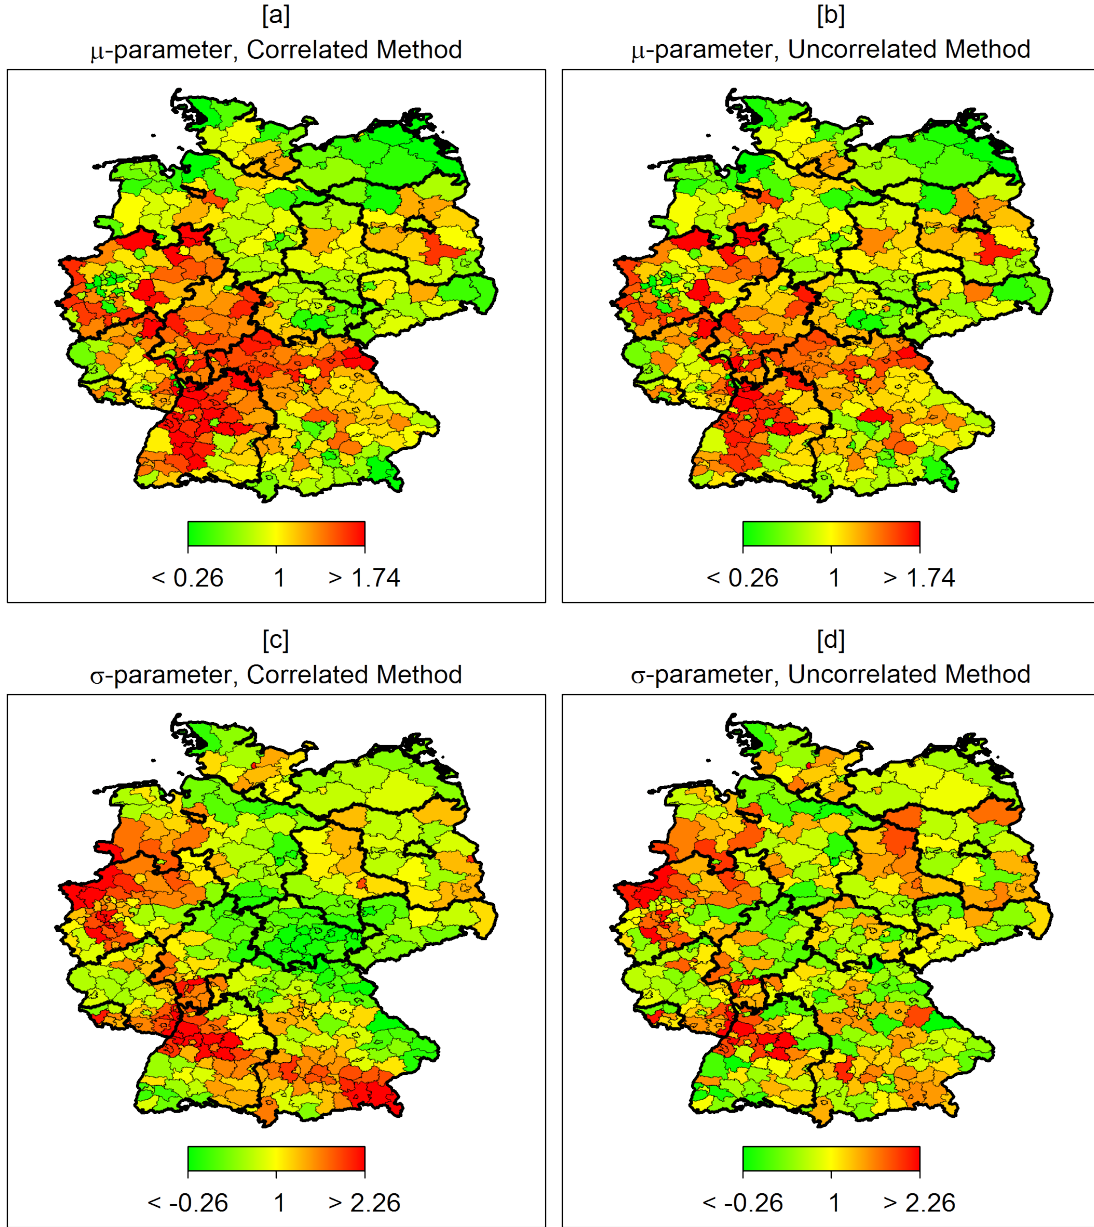 [a]
μ-parameter, Correlated Method
< 0.26 1 > 1.74
[b]
μ-parameter, Uncorrelated Method
< 0.26 1 > 1.74
[c]
σ-parameter, Correlated Method
< -0.26 1 > 2.26
[d]
σ-parameter, Uncorrelated Method
< -0.26 1 > 2.26